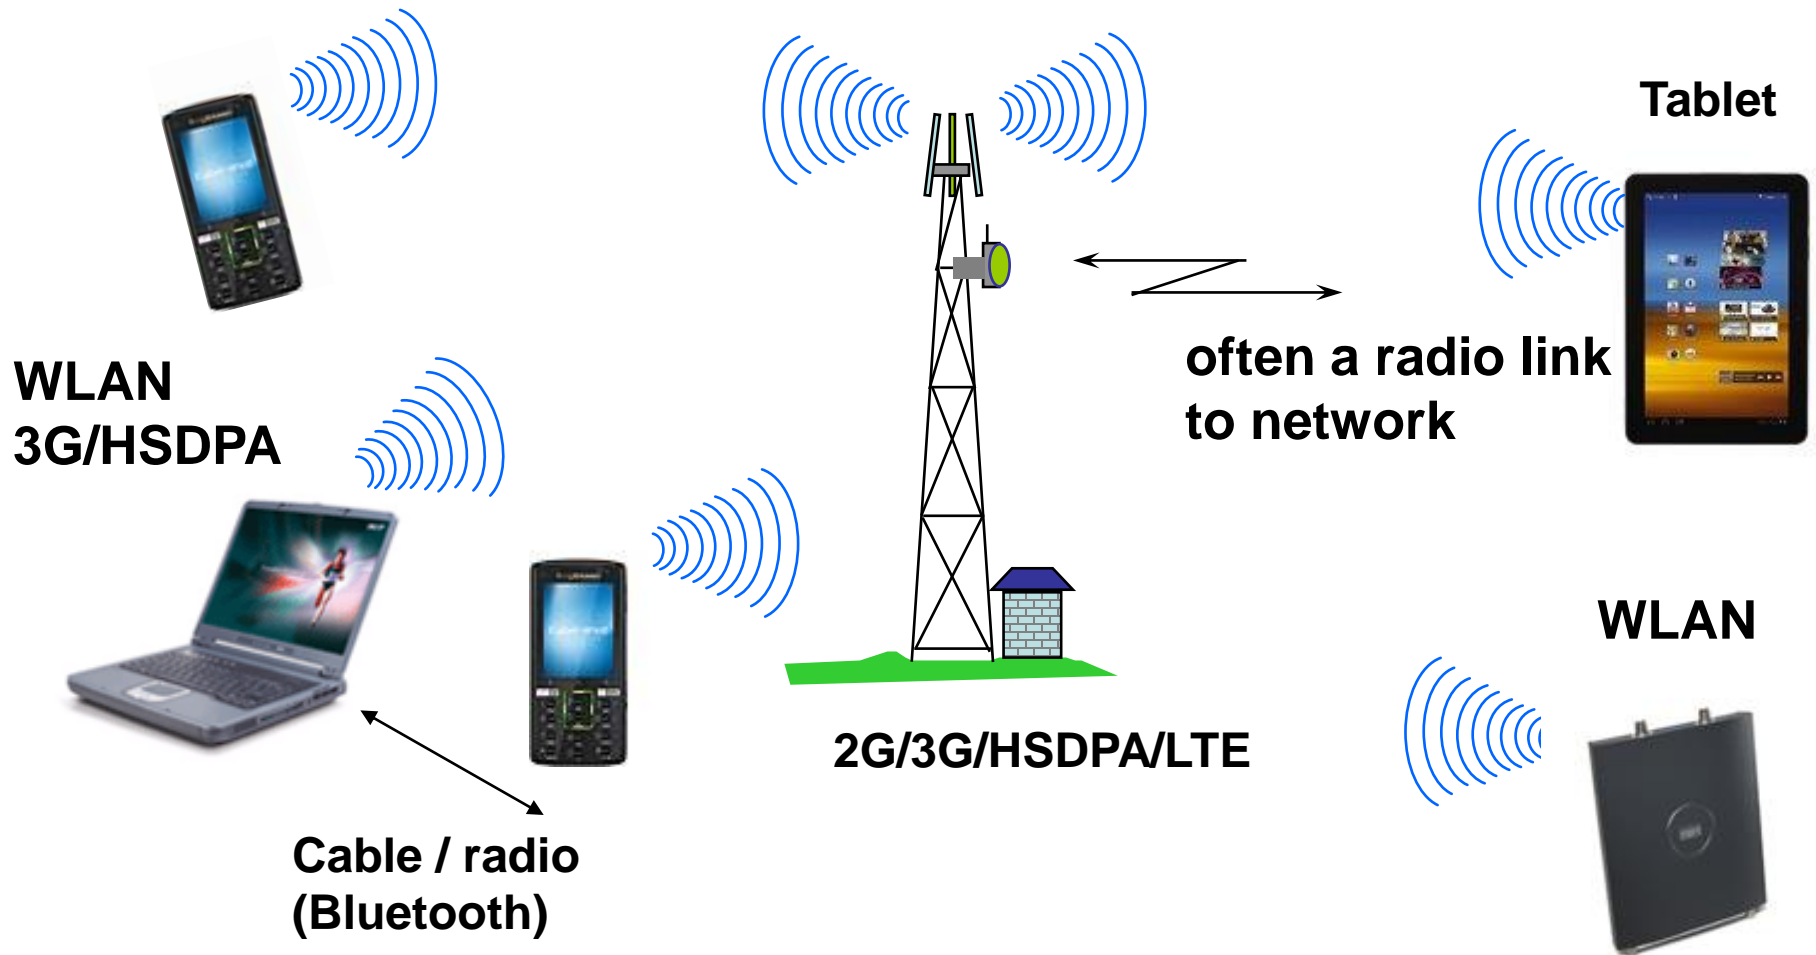 Tablet
often a radio link
to network
WLAN
3G/HSDPA
WLAN
2G/3G/HSDPA/LTE
Cable / radio
(Bluetooth)